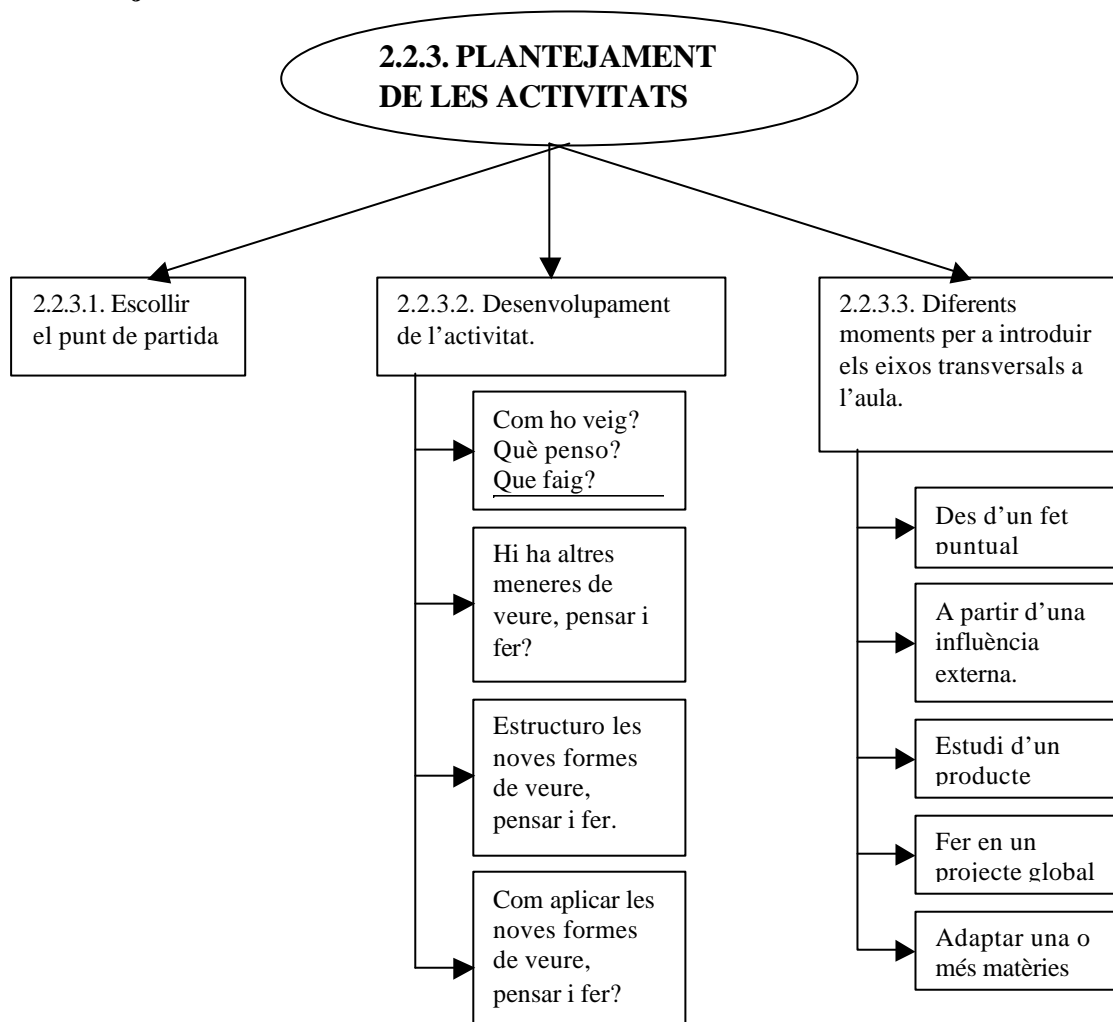 2.2.3. PLANTEJAMENT
DE LES ACTIVITATS
2.2.3.1. Escollir
el punt de partida
2.2.3.2. Desenvolupament
de l’activitat.
Com ho veig?
Què penso?
Que faig?
Hi ha altres
meneres de
veure, pensar i
fer?
Estructuro les
noves formes
de veure,
pensar i fer.
Com aplicar les
noves formes
de veure,
pensar i fer?
2.2.3.3. Diferents
moments per a introduir
els eixos transversals a
l’aula.
Des d’un fet
puntual
A partir d’una
influència
externa.
Estudi d’un
producte
Fer en un
projecte global
Adaptar una o
més matèries